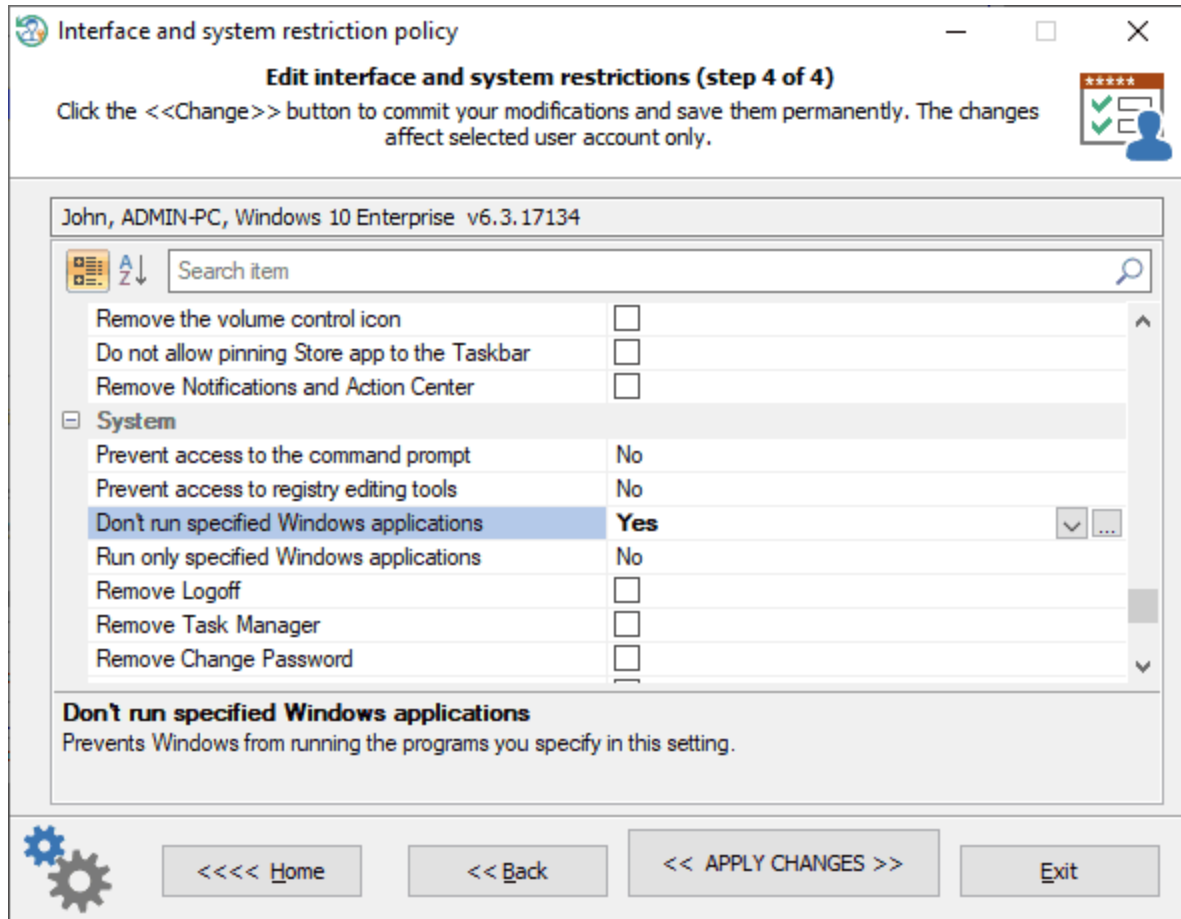 Interface and system restriction policy
Edit interface and system restrictions (step 4 of 4)
Click the <<Change>> button to commit your modifications and save them permanently. The changes
affect selected user account only.
*****
John, ADMIN-PC, Windows 10 Enterprise v6.3.17134
A
Z
Search item
Remove the volume control icon
Do not allow pinning Store app to the Taskbar
Remove Notifications and Action Center
System
Prevent access to the command prompt No
Prevent access to registry editing tools No
Don't run specified Windows applications Yes ...
Run only specified Windows applications No
Remove Logoff
Remove Task Manager
Remove Change Password
Don't run specified Windows applications
Prevents Windows from running the programs you specify in this setting.
<<<< Home << Back << APPLY CHANGES >> Exit